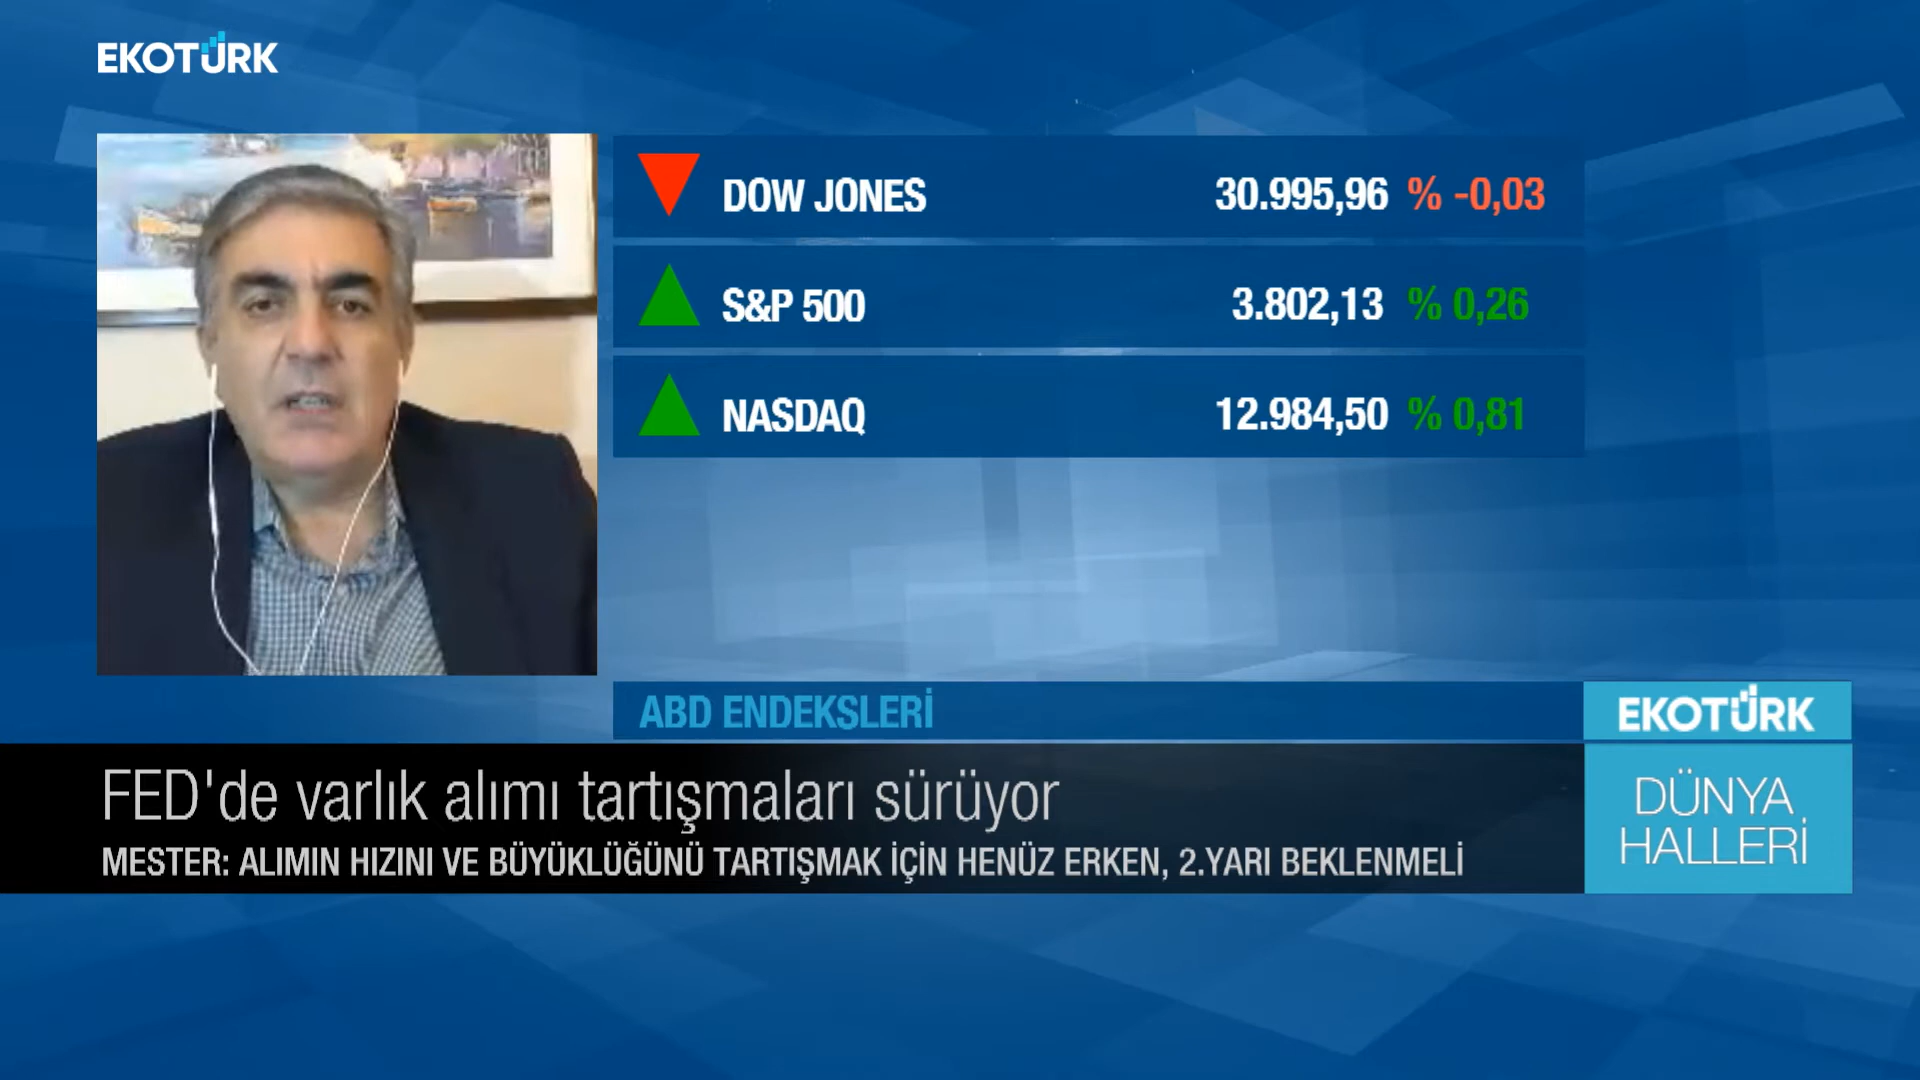 EKOTÜRK
DOW JONES 30.995,96 % -0,03
S&P 500 3.802,13 % 0,26
NASDAQ 12.984,50 % 0,81
ABD ENDEKSLERİ
EKOTÜRK
FED'de varlık alımı tartışmaları sürüyor
MESTER: ALIMIN HIZINI VE BÜYÜKLÜĞÜNÜ TARTIŞMAK İÇİN HENÜZ ERKEN, 2.YARI BEKLENMELİ
DÜNYA
HALLERİ